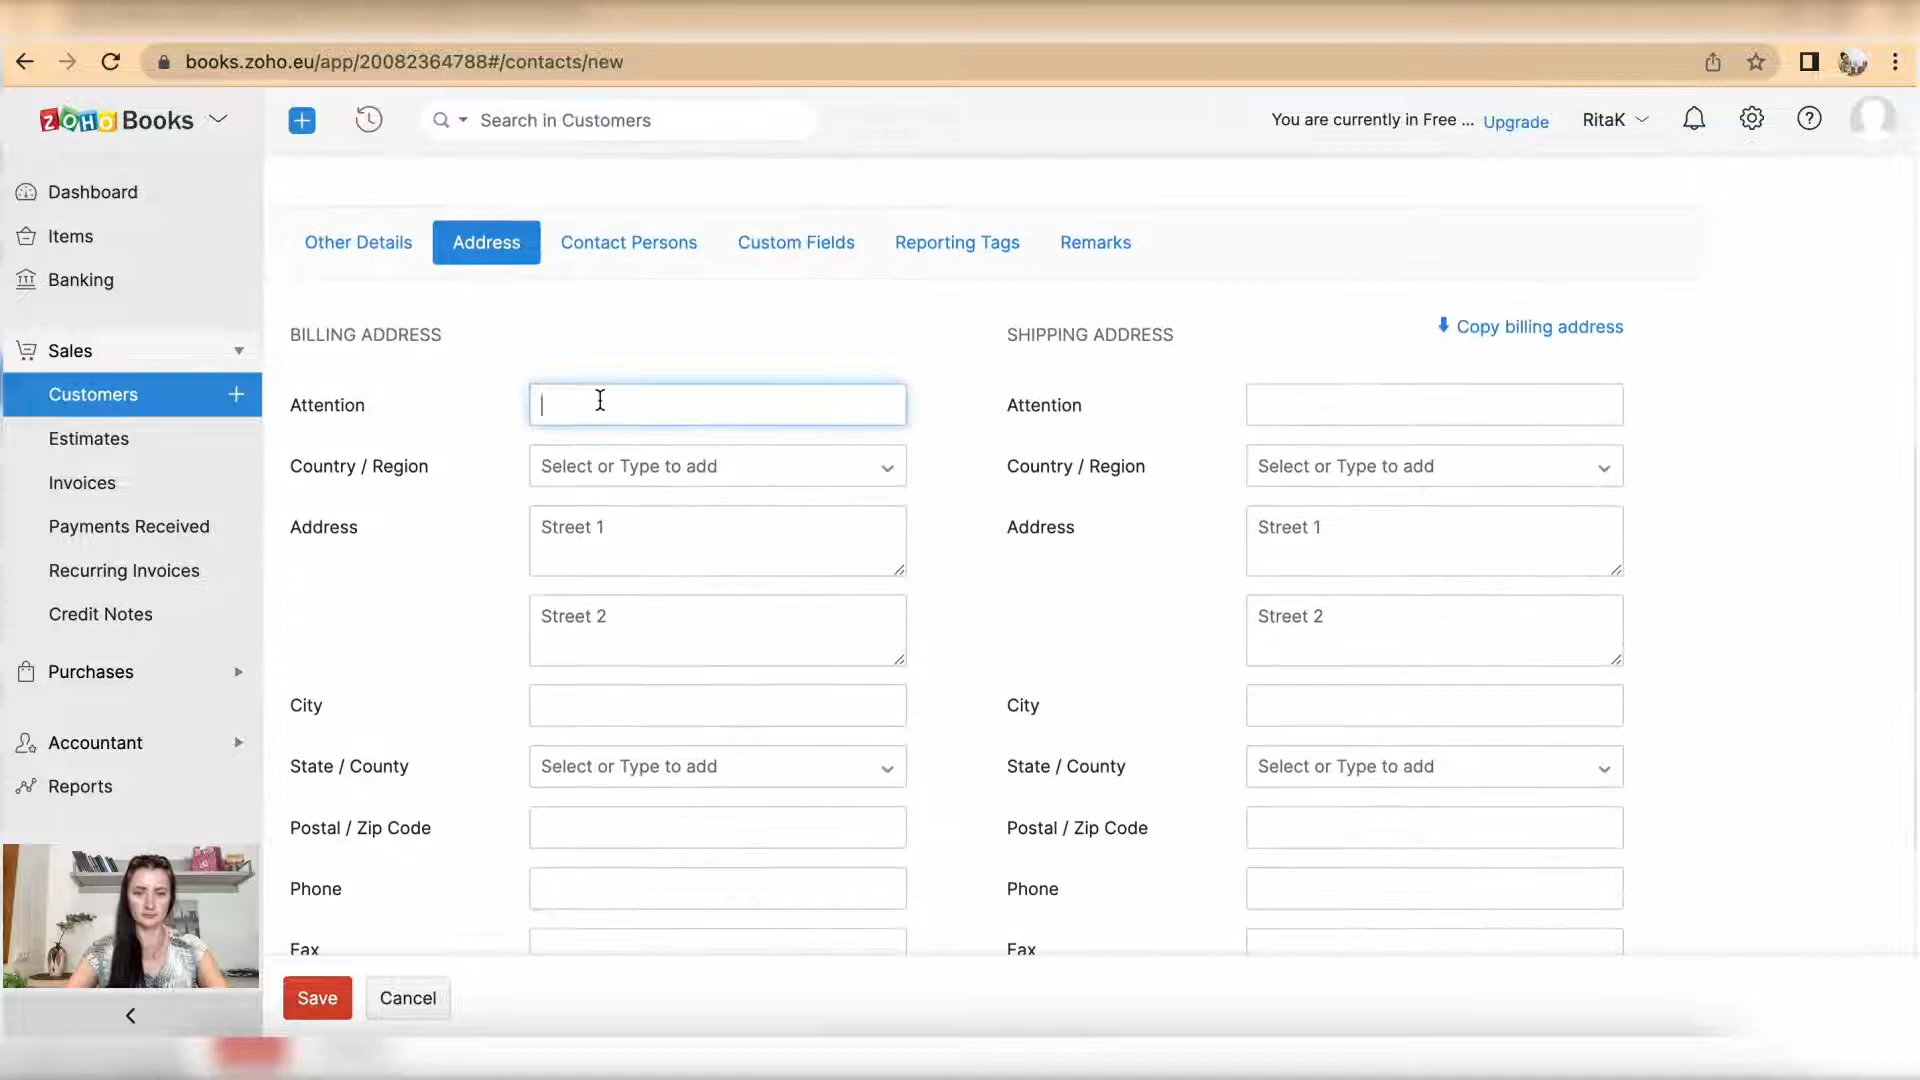 books.zoho.eu/app/20082364788#/contacts/new
ZOHO Books
Search in Customers
You are currently in Free ...
Upgrade
RitaK
Dashboard
Items
Banking
Sales
Customers
Estimates
Invoices
Payments Received
Recurring Invoices
Credit Notes
Purchases
Accountant
Reports
Other Details
Address
Contact Persons
Custom Fields
Reporting Tags
Remarks
BILLING ADDRESS
Attention
Country / Region
Select or Type to add
Address
Street 1
Street 2
City
State / County
Select or Type to add
Postal / Zip Code
Phone
Fax
SHIPPING ADDRESS
Copy billing address
Attention
Country / Region
Select or Type to add
Address
Street 1
Street 2
City
State / County
Select or Type to add
Postal / Zip Code
Phone
Fax
Save
Cancel